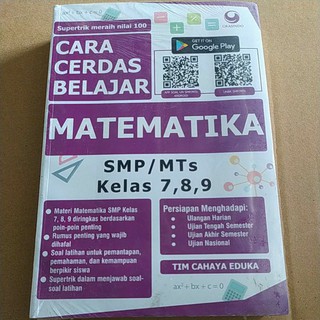 Supertrik meraih nilai 100
CARA
CERDAS
BELAJAR
GET IT ON
Google Play
MATEMATIKA
SMP/MTs
Kelas 7,8,9
Materi Matematika SMP Kelas
7, 8, 9 diringkas berdasarkan
poin-poin penting
Rumus penting yang wajib
dihafal
Soal latihan untuk pemantapan,
pemahaman, dan kemampuan
berpikir siswa
Supertrik dalam menjawab soal-
soal latihan
Persiapan Menghadapi:
Ulangan Harian
Ujian Tengah Semester
Ujian Akhir Semester
Ujian Nasional
TIM CAHAYA EDUKA
ax²+bx+c=0